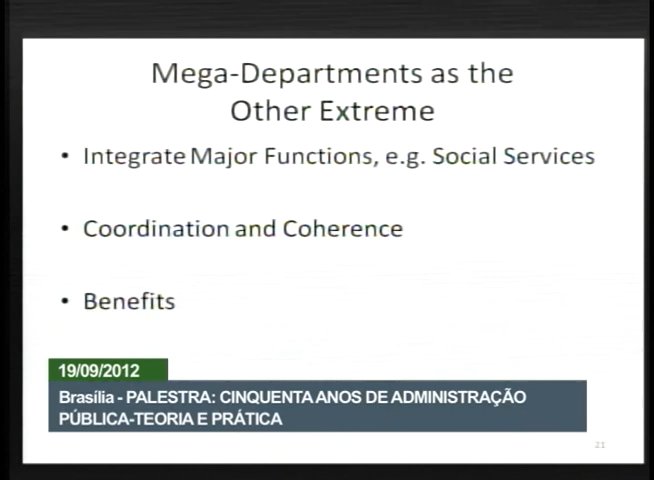 Mega-Departments as the
Other Extreme
• Integrate Major Functions, e.g. Social Services
• Coordination and Coherence
• Benefits
19/09/2012
Brasília - PALESTRA: CINQUENTA ANOS DE ADMINISTRAÇÃO
PÚBLICA-TEORIA E PRÁTICA
21